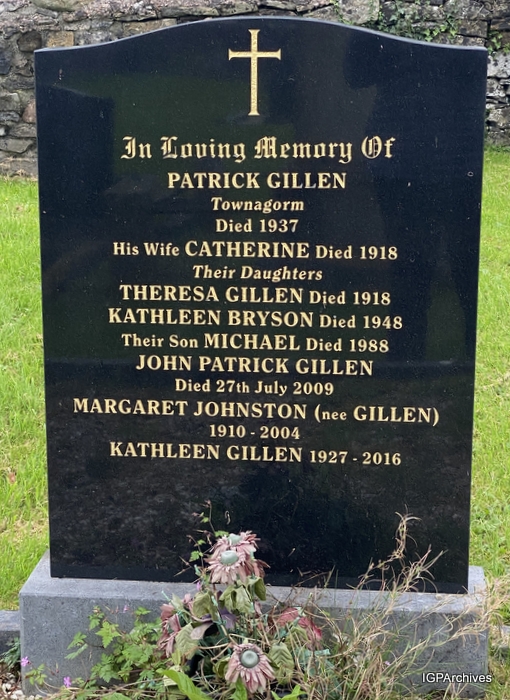 In Loving Memory Of
PATRICK GILLEN
Townagorm
Died 1937
His Wife CATHERINE Died 1918
Their Daughters
THERESA GILLEN Died 1918
KATHLEEN BRYSON Died 1948
Their Son MICHAEL Died 1988
JOHN PATRICK GILLEN
Died 27th July 2009
MARGARET JOHNSTON (nee GILLEN)
1910 - 2004
KATHLEEN GILLEN 1927 - 2016
IGPArchives